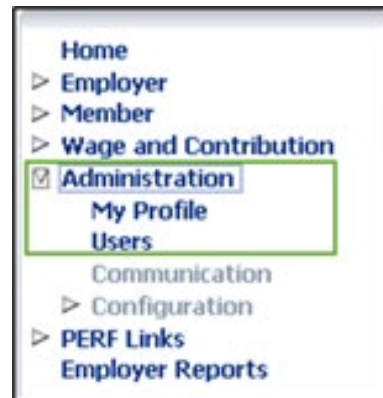 Home
Employer
Member
Wage and Contribution
Administration
My Profile
Users
Communication
Configuration
PERF Links
Employer Reports